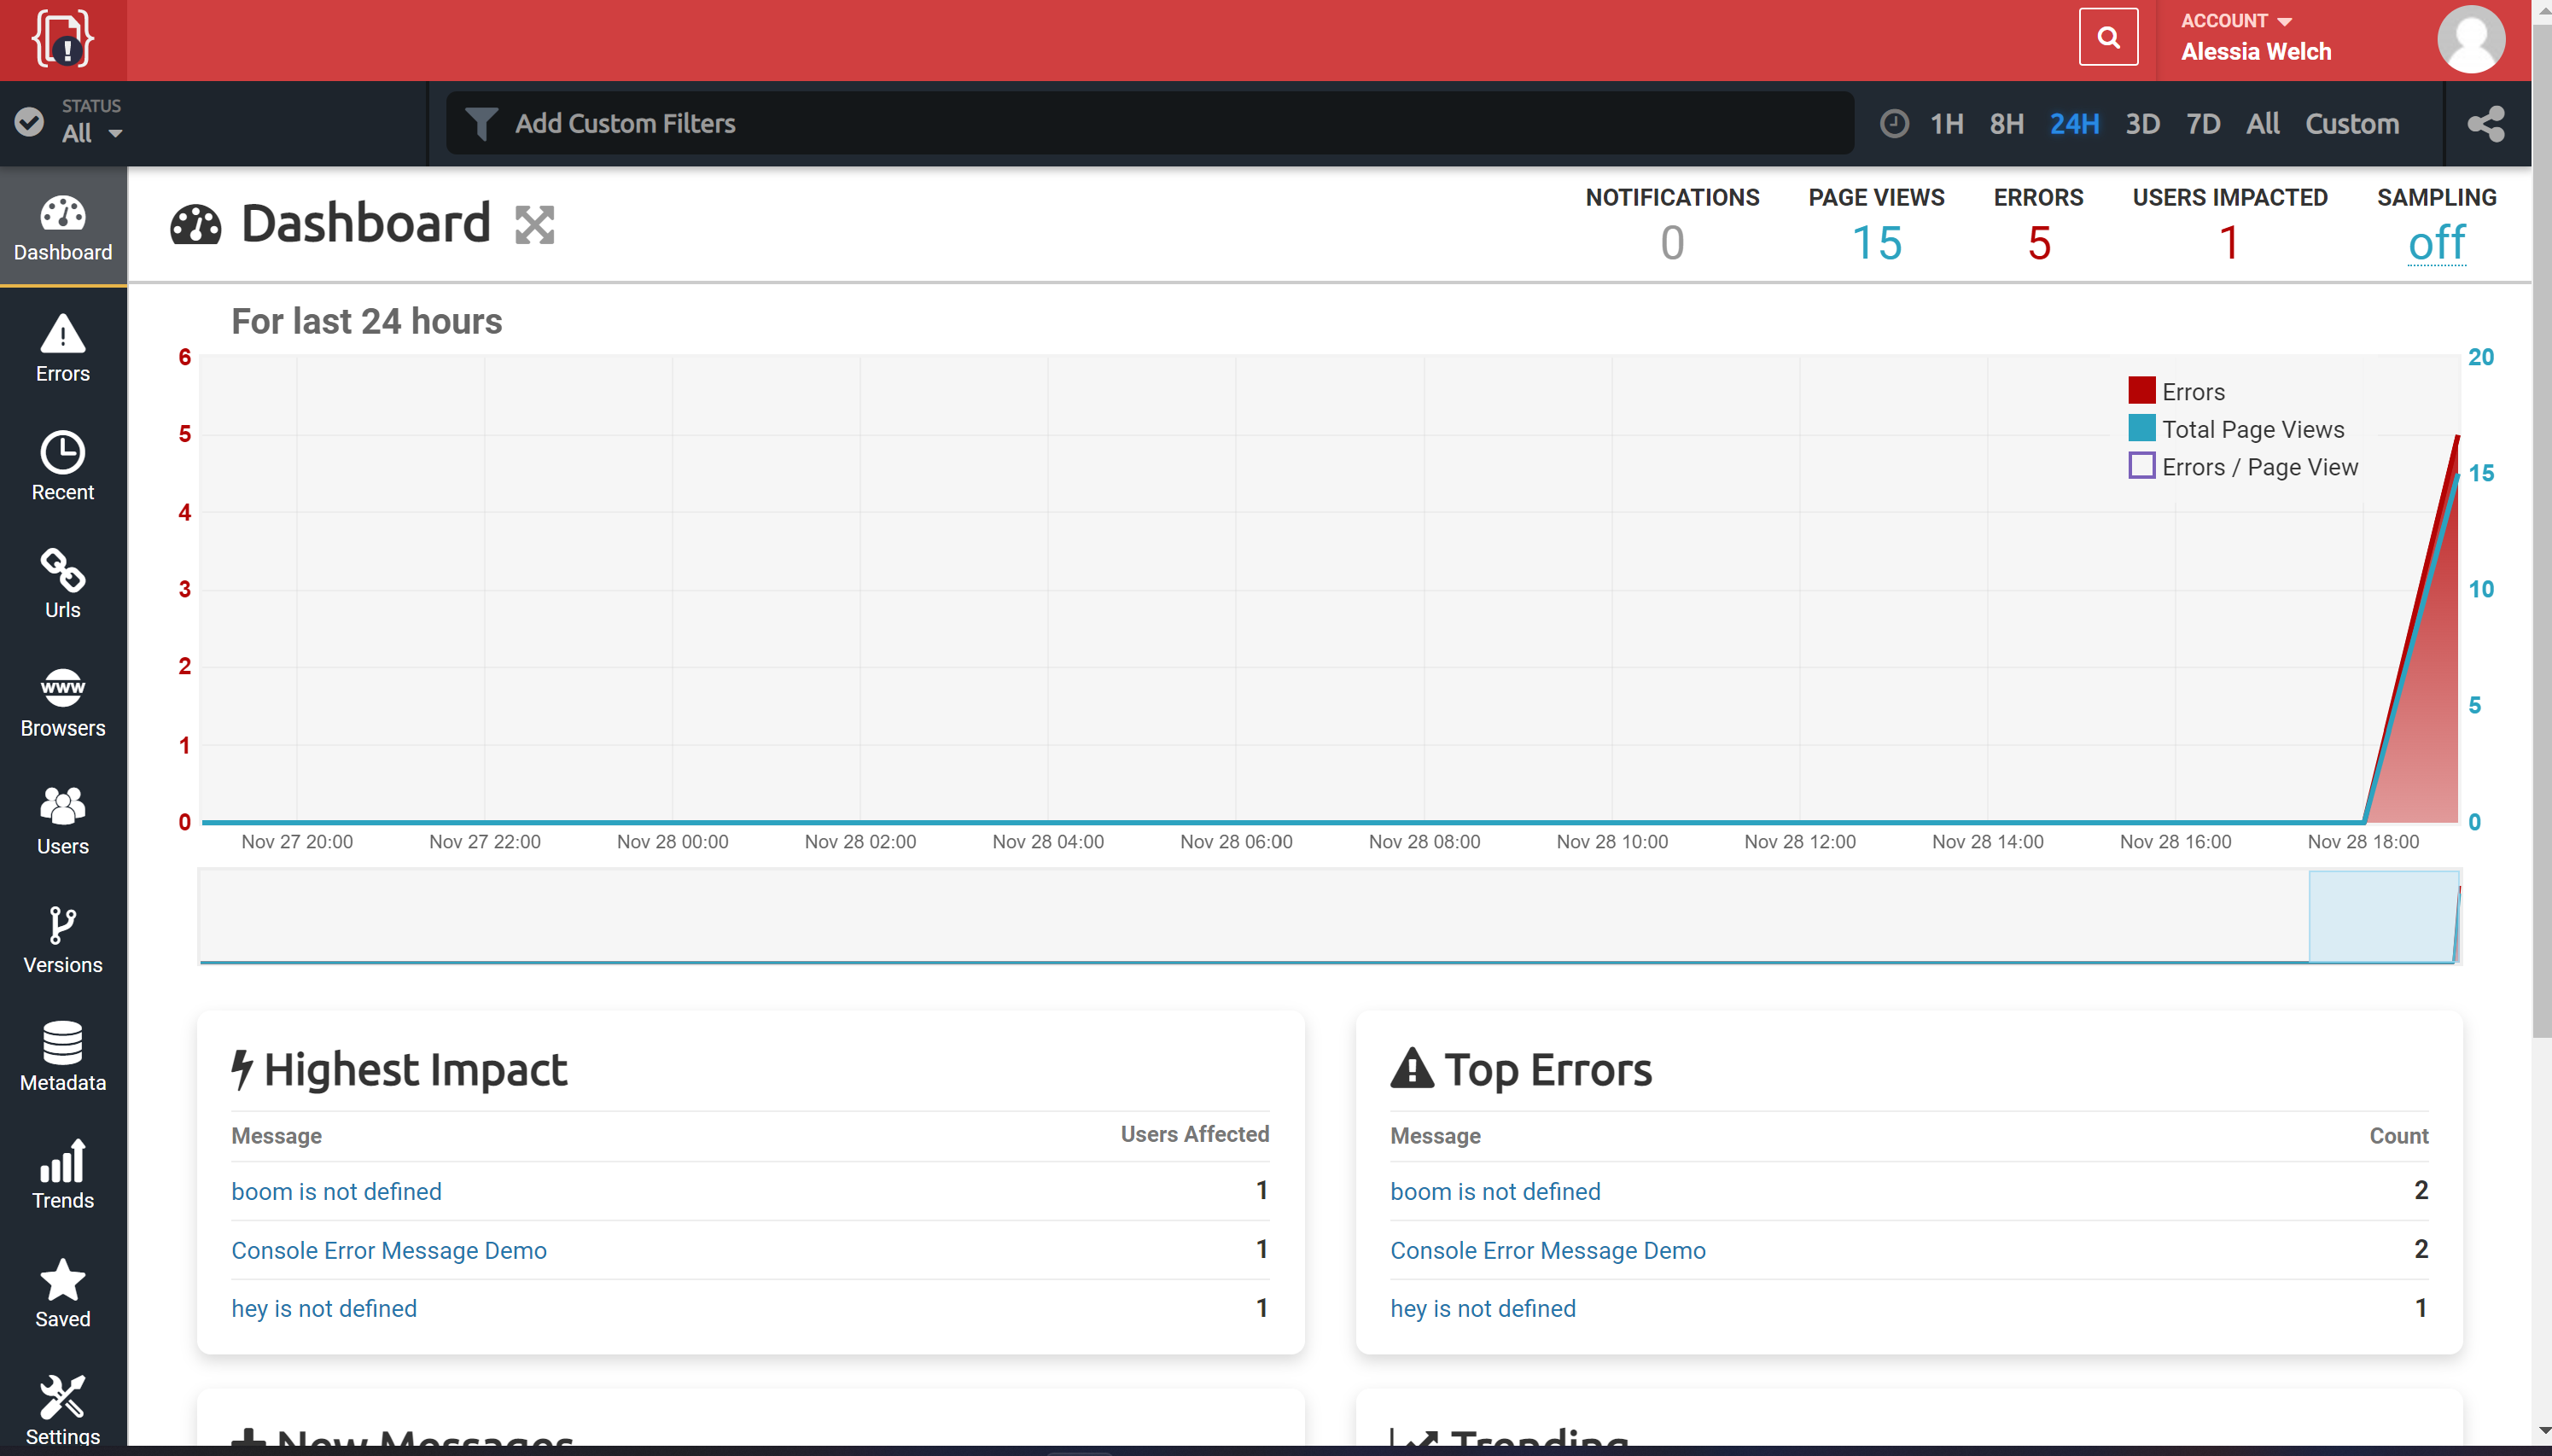 ACCOUNT
Alessia Welch
STATUS
All
Add Custom Filters
1H 8H 24H 3D 7D All Custom
Dashboard
Errors
Recent
Urls
www
Browsers
Users
Versions
Metadata
Trends
Saved
Settings
Dashboard
NOTIFICATIONS PAGE VIEWS ERRORS USERS IMPACTED SAMPLING
0 15 5 1 off
For last 24 hours
6
5
4
3
2
1
0
20
15
10
5
0
Errors
Total Page Views
Errors / Page View
Nov 27 20:00 Nov 27 22:00 Nov 28 00:00 Nov 28 02:00 Nov 28 04:00 Nov 28 06:00 Nov 28 08:00 Nov 28 10:00 Nov 28 12:00 Nov 28 14:00 Nov 28 16:00 Nov 28 18:00
Highest Impact
Message Users Affected
boom is not defined 1
Console Error Message Demo 1
hey is not defined 1
Top Errors
Message Count
boom is not defined 2
Console Error Message Demo 2
hey is not defined 1
New Messages
Trending